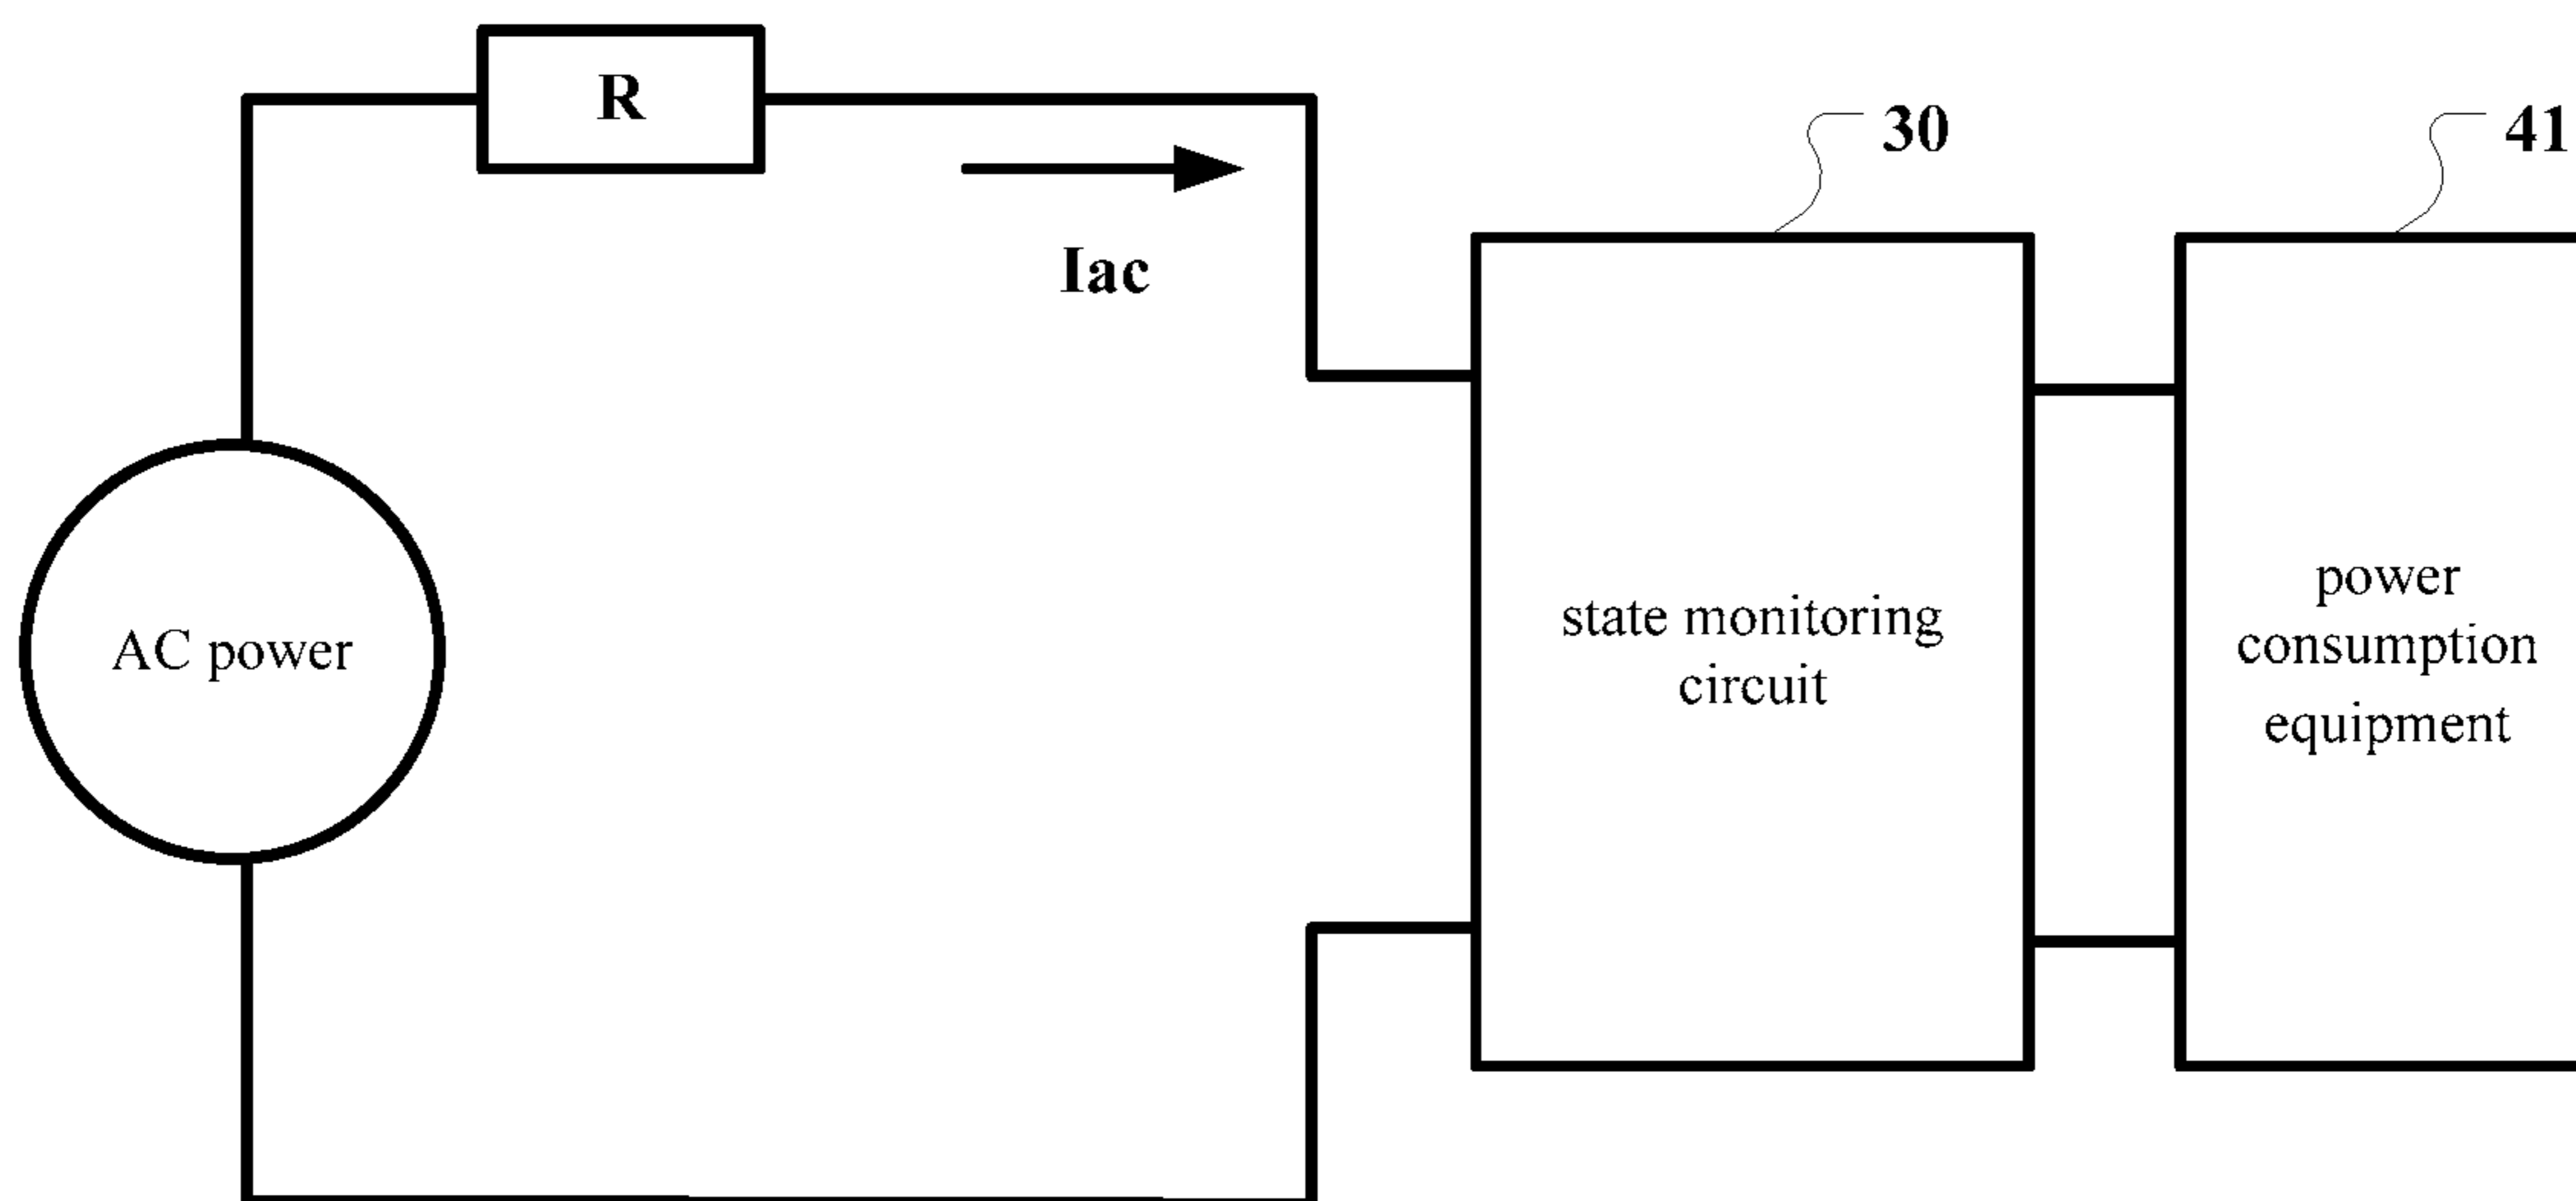 R
30
41
Iac
AC power
state monitoring
circuit
power
consumption
equipment